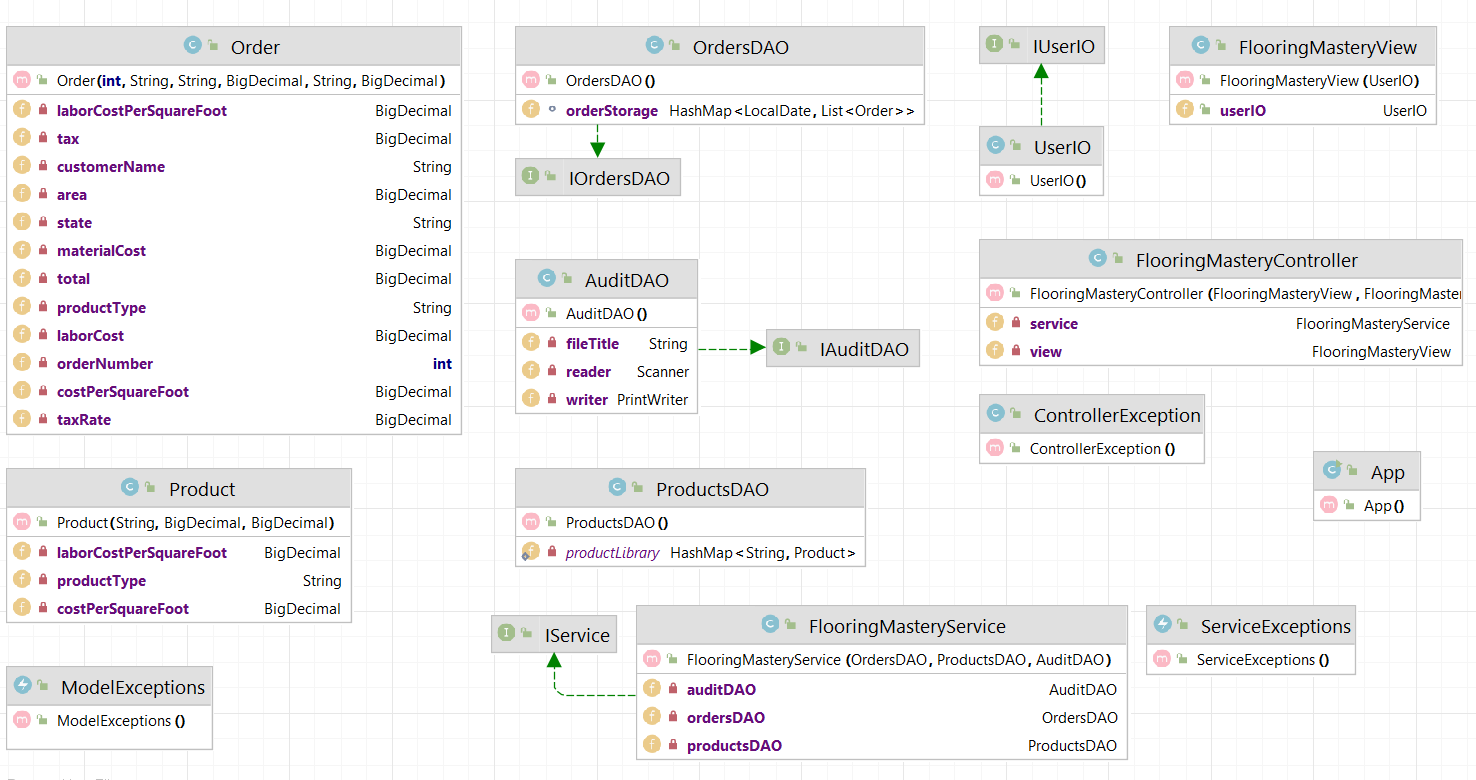 Order
Order(int, String, String, BigDecimal, String, BigDecimal)
laborCostPerSquareFoot BigDecimal
tax BigDecimal
customerName String
area BigDecimal
state String
materialCost BigDecimal
total BigDecimal
productType String
laborCost BigDecimal
orderNumber int
costPerSquareFoot BigDecimal
taxRate BigDecimal
Product
Product(String, BigDecimal, BigDecimal)
laborCostPerSquareFoot BigDecimal
productType String
costPerSquareFoot BigDecimal
ModelExceptions
ModelExceptions()
OrdersDAO
OrdersDAO()
orderStorage HashMap<LocalDate, List<Order>>
IOrdersDAO
AuditDAO
AuditDAO()
fileTitle String
reader Scanner
writer PrintWriter
IAuditDAO
ProductsDAO
ProductsDAO()
productLibrary HashMap<String, Product>
IService
FlooringMasteryService
FlooringMasteryService(OrdersDAO, ProductsDAO, AuditDAO)
auditDAO AuditDAO
ordersDAO OrdersDAO
productsDAO ProductsDAO
IUserIO
UserIO
UserIO()
FlooringMasteryView
FlooringMasteryView(UserIO)
userIO UserIO
FlooringMasteryController
FlooringMasteryController(FlooringMasteryView, FlooringMaster
service FlooringMasteryService
view FlooringMasteryView
ControllerException
ControllerException()
App
App()
ServiceExceptions
ServiceExceptions()